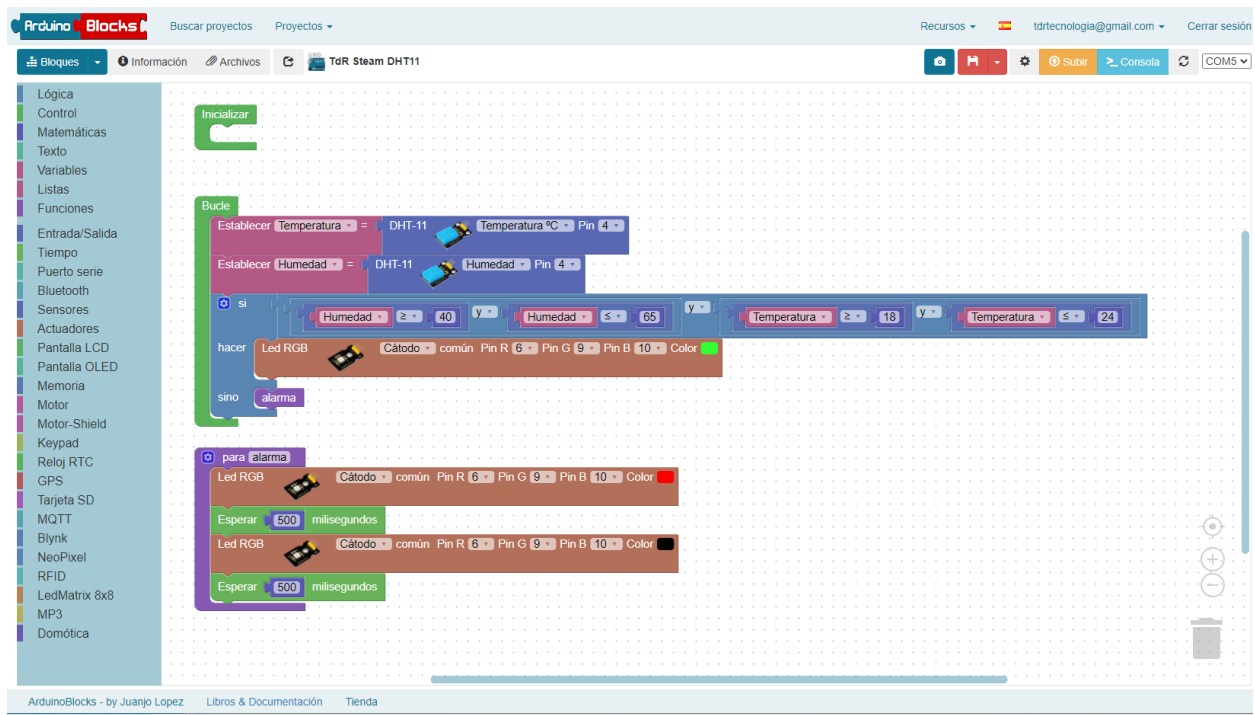 Arduino Blocks Buscar proyectos Proyectos Recursos tdrtecnologia@gmail.com Cerrar sesión
Bloques Información Archivos UNO TdR Steam DHT11 Subir Consola COM5
Lógica
Control
Matemáticas
Texto
Variables
Listas
Funciones
Entrada/Salida
Tiempo
Puerto serie
Bluetooth
Sensores
Actuadores
Pantalla LCD
Pantalla OLED
Memoria
Motor
Motor-Shield
Keypad
Reloj RTC
GPS
Tarjeta SD
MQTT
Blynk
NeoPixel
RFID
LedMatrix 8x8
MP3
Domótica
Inicializar
Bucle
Establecer Temperatura = DHT-11 Temperatura ºC Pin 4
Establecer Humedad = DHT-11 Humedad Pin 4
si Humedad ≥ 40 y Humedad ≤ 65 y Temperatura ≥ 18 y Temperatura ≤ 24
hacer Led RGB Cátodo común Pin R 6 Pin G 9 Pin B 10 Color
sino alarma
para alarma
Led RGB Cátodo común Pin R 6 Pin G 9 Pin B 10 Color
Esperar 500 milisegundos
Led RGB Cátodo común Pin R 6 Pin G 9 Pin B 10 Color
Esperar 500 milisegundos
ArduinoBlocks - by Juanjo Lopez Libros & Documentación Tienda